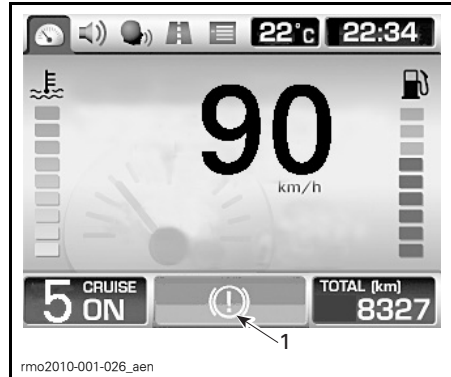 22°c 22:34
90
km/h
5 CRUISE ON
TOTAL [km]
8327
1
rmo2010-001-026_aen